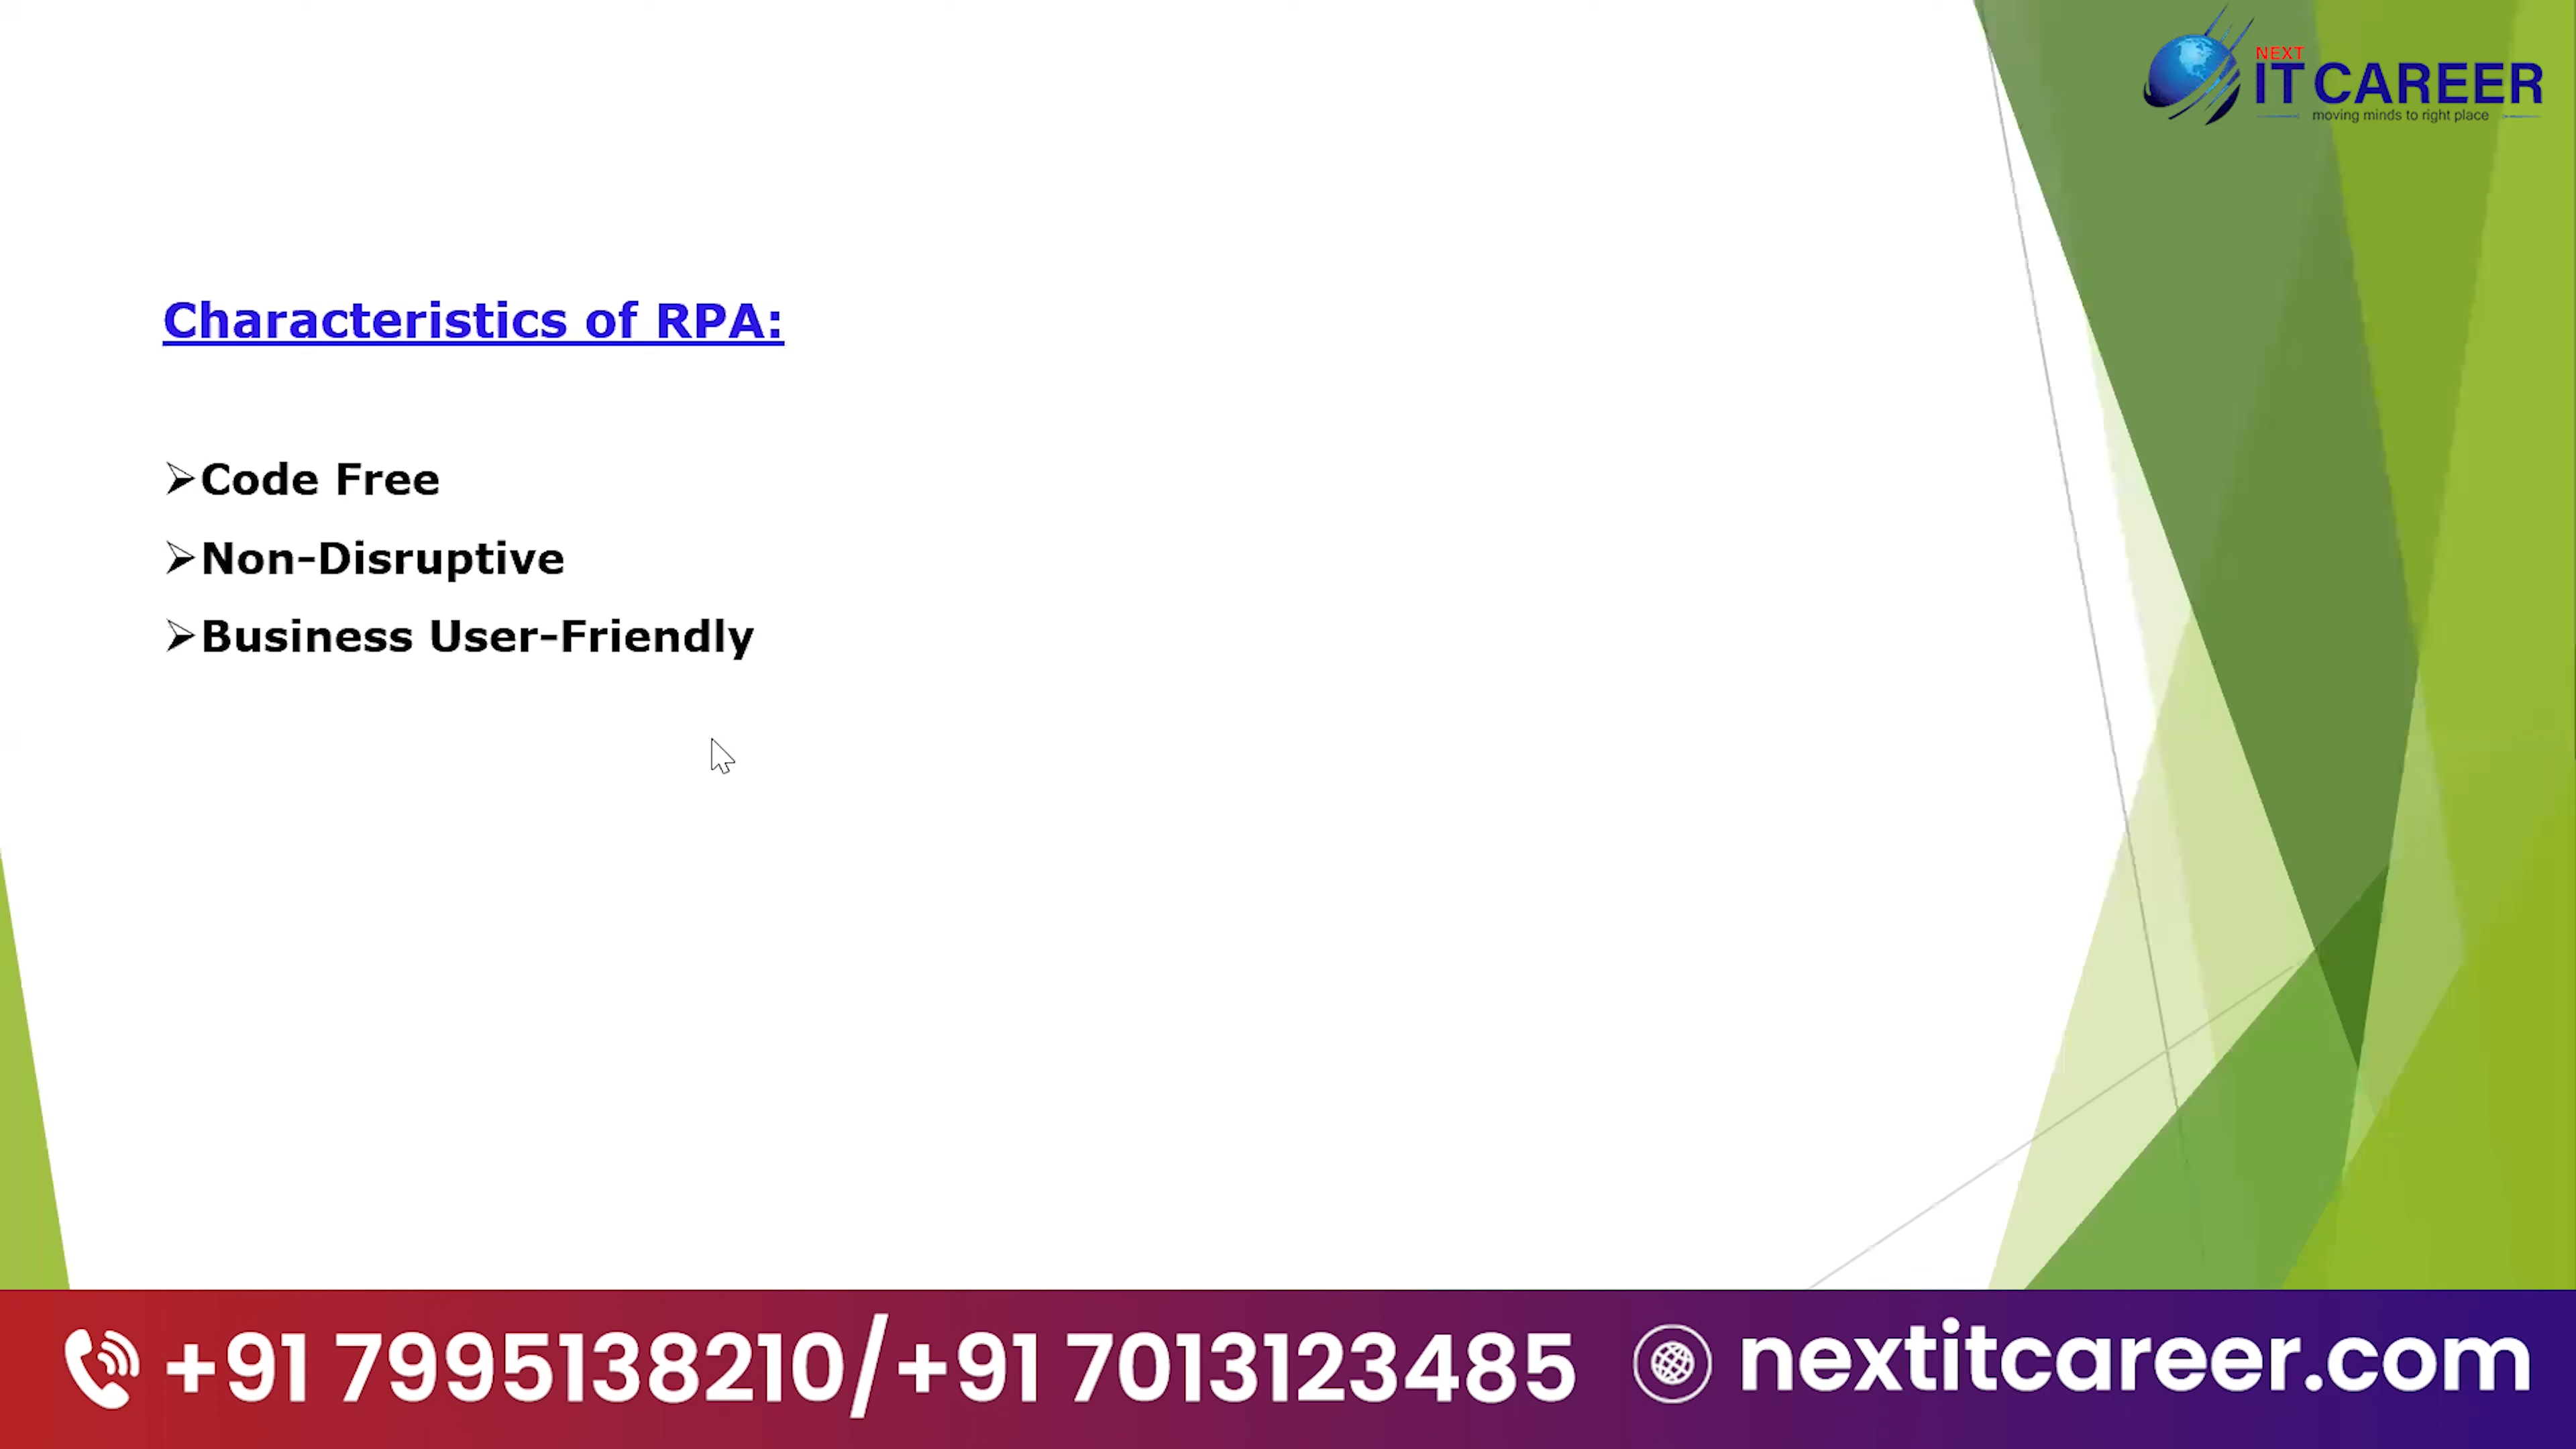 NEXT
IT CAREER
moving minds to right place
Characteristics of RPA:
➢Code Free
➢Non-Disruptive
➢Business User-Friendly
+91 7995138210/+91 7013123485 nextitcareer.com